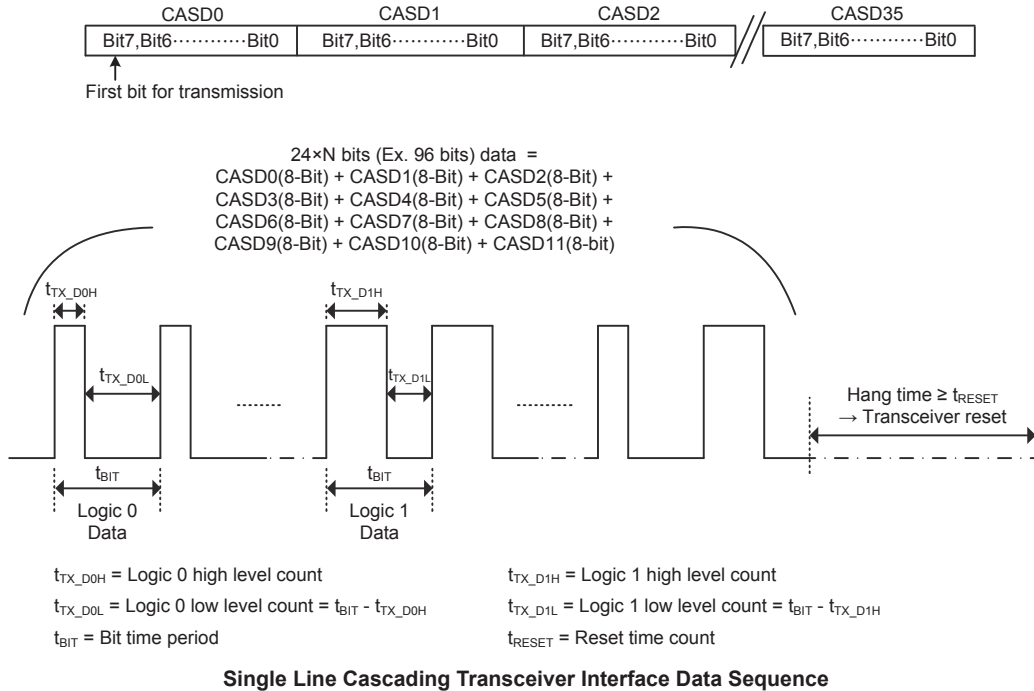 CASD0 CASD1 CASD2 CASD35
Bit7,Bit6···········Bit0 Bit7,Bit6···········Bit0 Bit7,Bit6···········Bit0 Bit7,Bit6···········Bit0
First bit for transmission
24×N bits (Ex. 96 bits) data =
CASD0(8-Bit) + CASD1(8-Bit) + CASD2(8-Bit) +
CASD3(8-Bit) + CASD4(8-Bit) + CASD5(8-Bit) +
CASD6(8-Bit) + CASD7(8-Bit) + CASD8(8-Bit) +
CASD9(8-Bit) + CASD10(8-Bit) + CASD11(8-bit)
tTX_D0H tTX_D1H
tTX_D0L tTX_D1L
Hang time ≥ tRESET
→ Transceiver reset
tBIT tBIT
Logic 0 Logic 1
Data Data
tTX_D0H = Logic 0 high level count tTX_D1H = Logic 1 high level count
tTX_D0L = Logic 0 low level count = tBIT - tTX_D0H tTX_D1L = Logic 1 low level count = tBIT - tTX_D1H
tBIT = Bit time period tRESET = Reset time count
Single Line Cascading Transceiver Interface Data Sequence